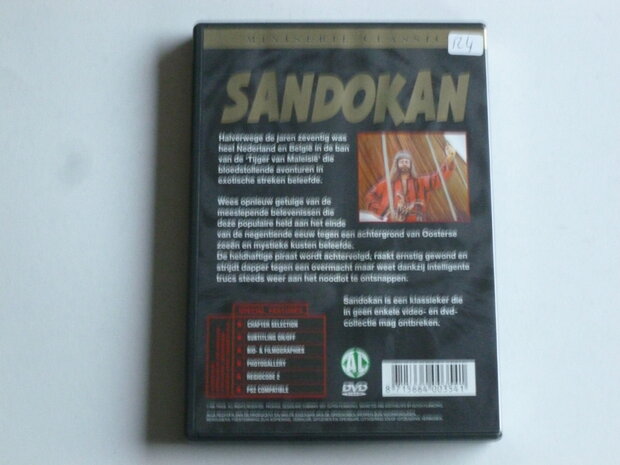 MINISERIE CLASSIC
R4
SANDOKAN
Halverwege de jaren zeventig was
heel Nederland en België in de ban
van de 'Tijger van Maleisië' die
bloedstollende avonturen in
exotische streken beleefde.
Wees opnieuw getuige van de
meeslepende belevenissen die
deze populaire held aan het einde
van de negentiende eeuw tegen een achtergrond van Oosterse
zeeën en mystieke kusten beleefde.
De heldhaftige piraat wordt achtervolgd, raakt ernstig gewond en
strijdt dapper tegen een overmacht maar weet dankzij intelligente
trucs steeds weer aan het noodlot te ontsnappen.
Sandokan is een klassieker die
in geen enkele video- en dvd-
collectie mag ontbreken.
SPECIAL FEATURES
CHAPTER SELECTION
SUBTITLING ON/OFF
BIO- & FILMOGRAPHIES
PHOTOGALLERY
REGIOCODE 2
PS2 COMPATIBLE
AL
DVD